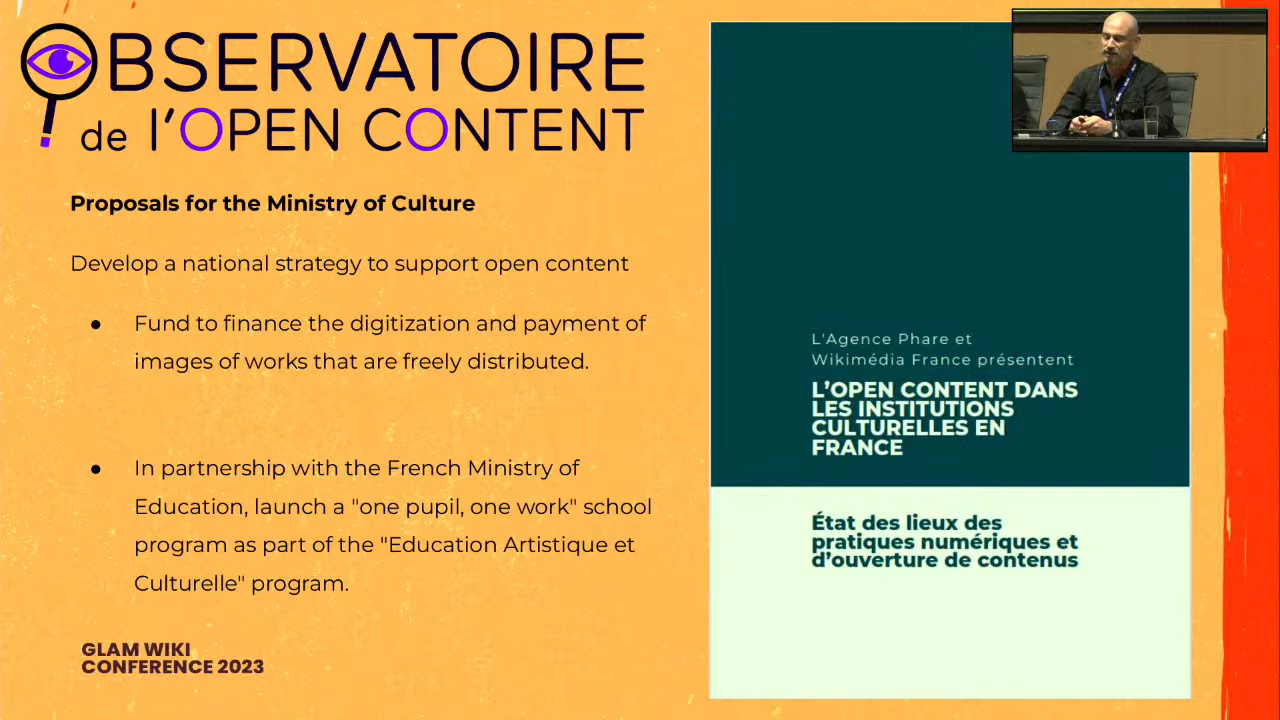 OBSERVATOIRE
de l'OPEN CONTENT
Proposals for the Ministry of Culture
Develop a national strategy to support open content
● Fund to finance the digitization and payment of
images of works that are freely distributed.
● In partnership with the French Ministry of
Education, launch a "one pupil, one work" school
program as part of the "Education Artistique et
Culturelle" program.
GLAM WIKI
CONFERENCE 2023
L'Agence Phare et
Wikimédia France présentent
L'OPEN CONTENT DANS
LES INSTITUTIONS
CULTURELLES EN
FRANCE
État des lieux des
pratiques numériques et
d'ouverture de contenus